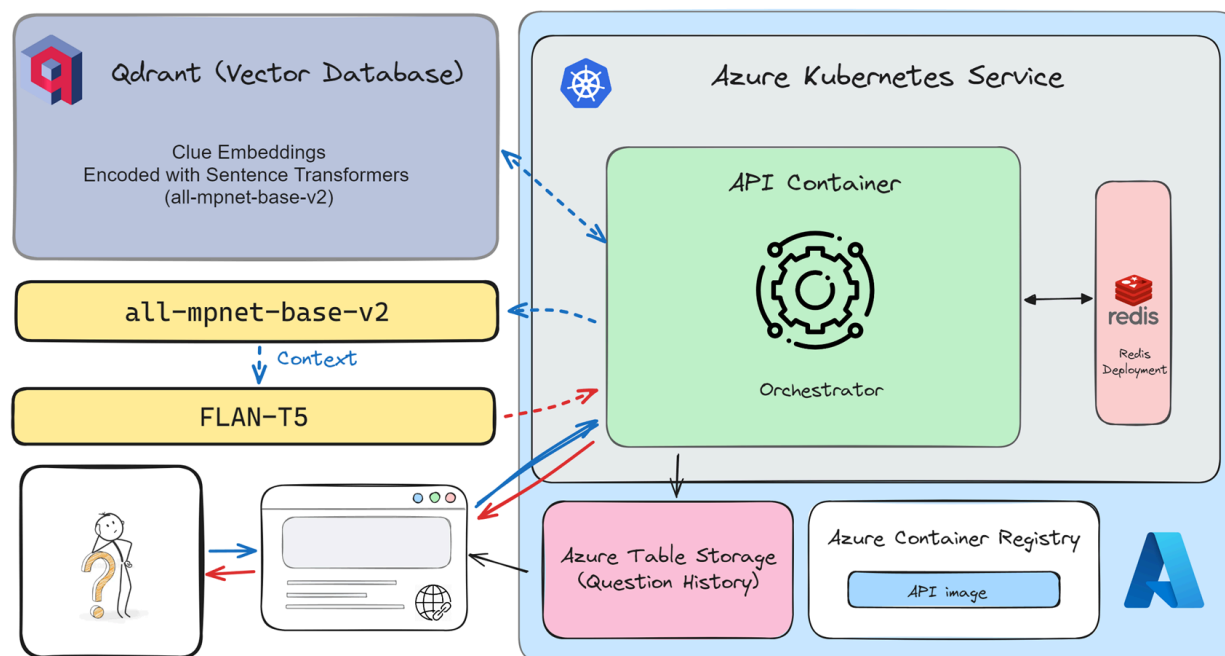 Qdrant (Vector Database)
Clue Embeddings
Encoded with Sentence Transformers
(all-mpnet-base-v2)
all-mpnet-base-v2
Context
FLAN-T5
Azure Kubernetes Service
API Container
Orchestrator
redis
Redis
Deployment
Azure Table Storage
(Question History)
Azure Container Registry
API image